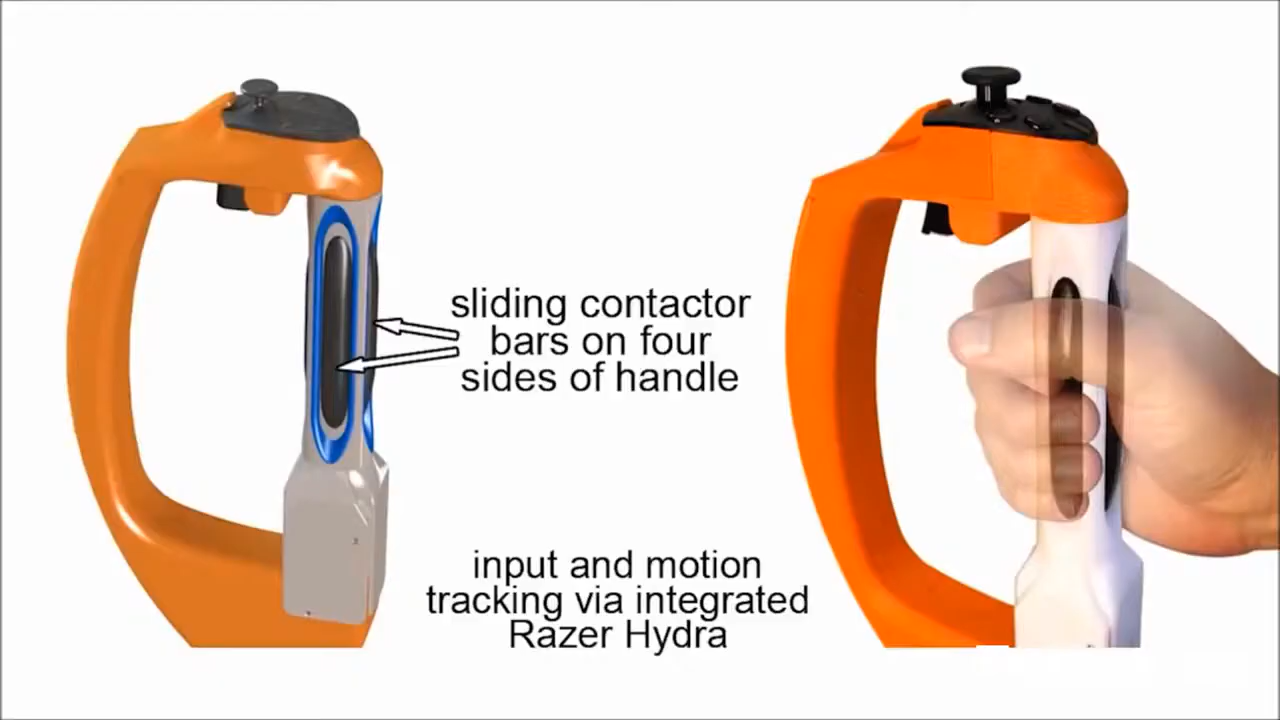 sliding contactor
bars on four
sides of handle
input and motion
tracking via integrated
Razer Hydra